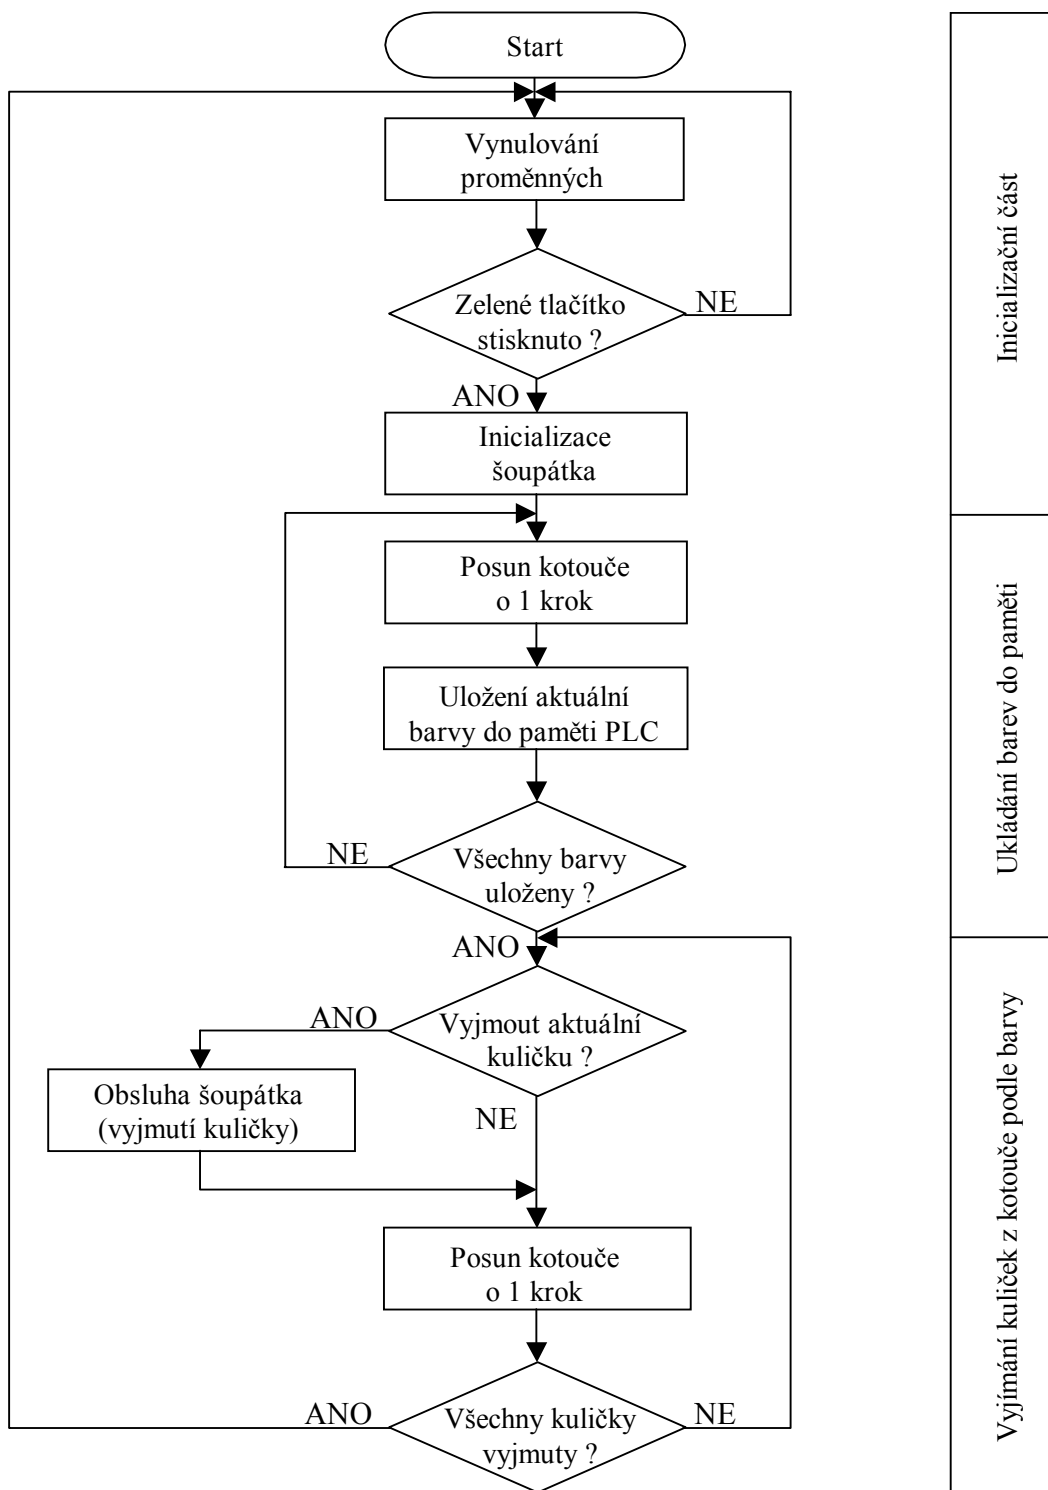 Start
Vynulování
proměnných
Zelené tlačítko
stisknuto ?
NE
ANO
Inicializace
šoupátka
Posun kotouče
o 1 krok
Uložení aktuální
barvy do paměti PLC
Všechny barvy
uloženy ?
NE
ANO
Vyjmout aktuální
kuličku ?
ANO
NE
Obsluha šoupátka
(vyjmutí kuličky)
Posun kotouče
o 1 krok
Všechny kuličky
vyjmuty ?
ANO
NE
Inicializační část
Ukládání barev do paměti
Vyjímání kuliček z kotouče podle barvy